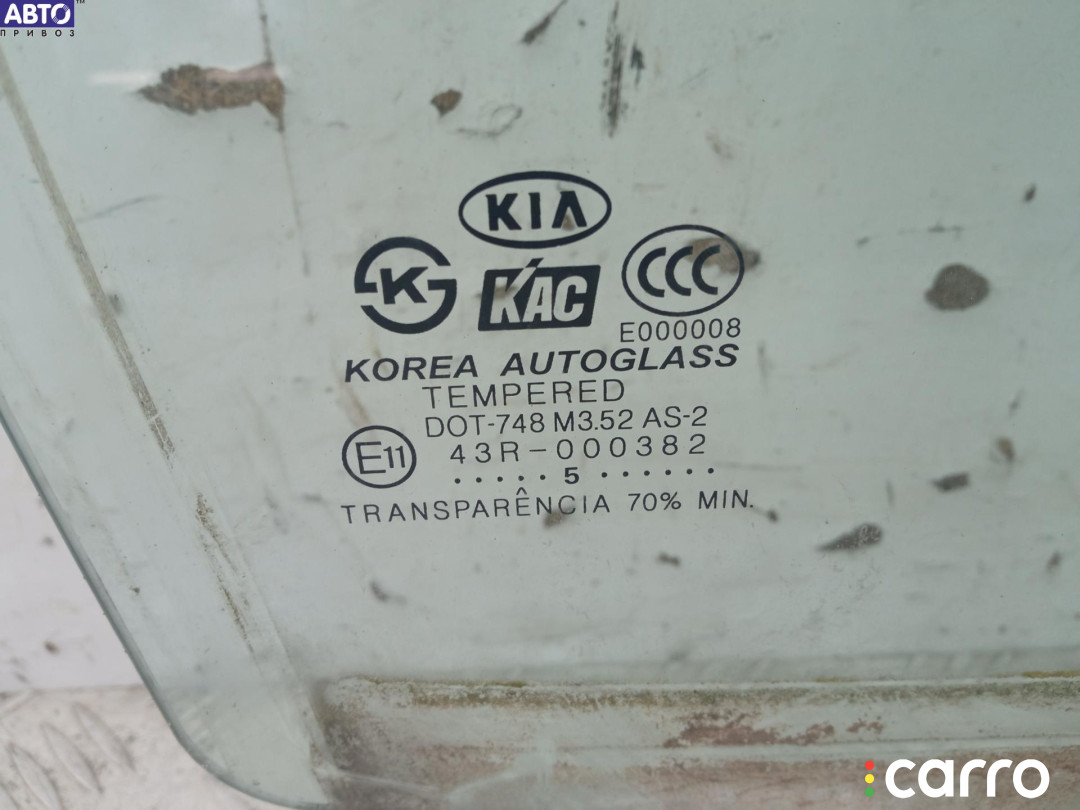 АВТО™
ПРИВОЗ
KIA
K
KAC
CCC
E000008
KOREA AUTOGLASS
TEMPERED
DOT-748 M3.52 AS-2
E11
43R-000382
·····5······
TRANSPARÊNCIA 70% MIN.
carro